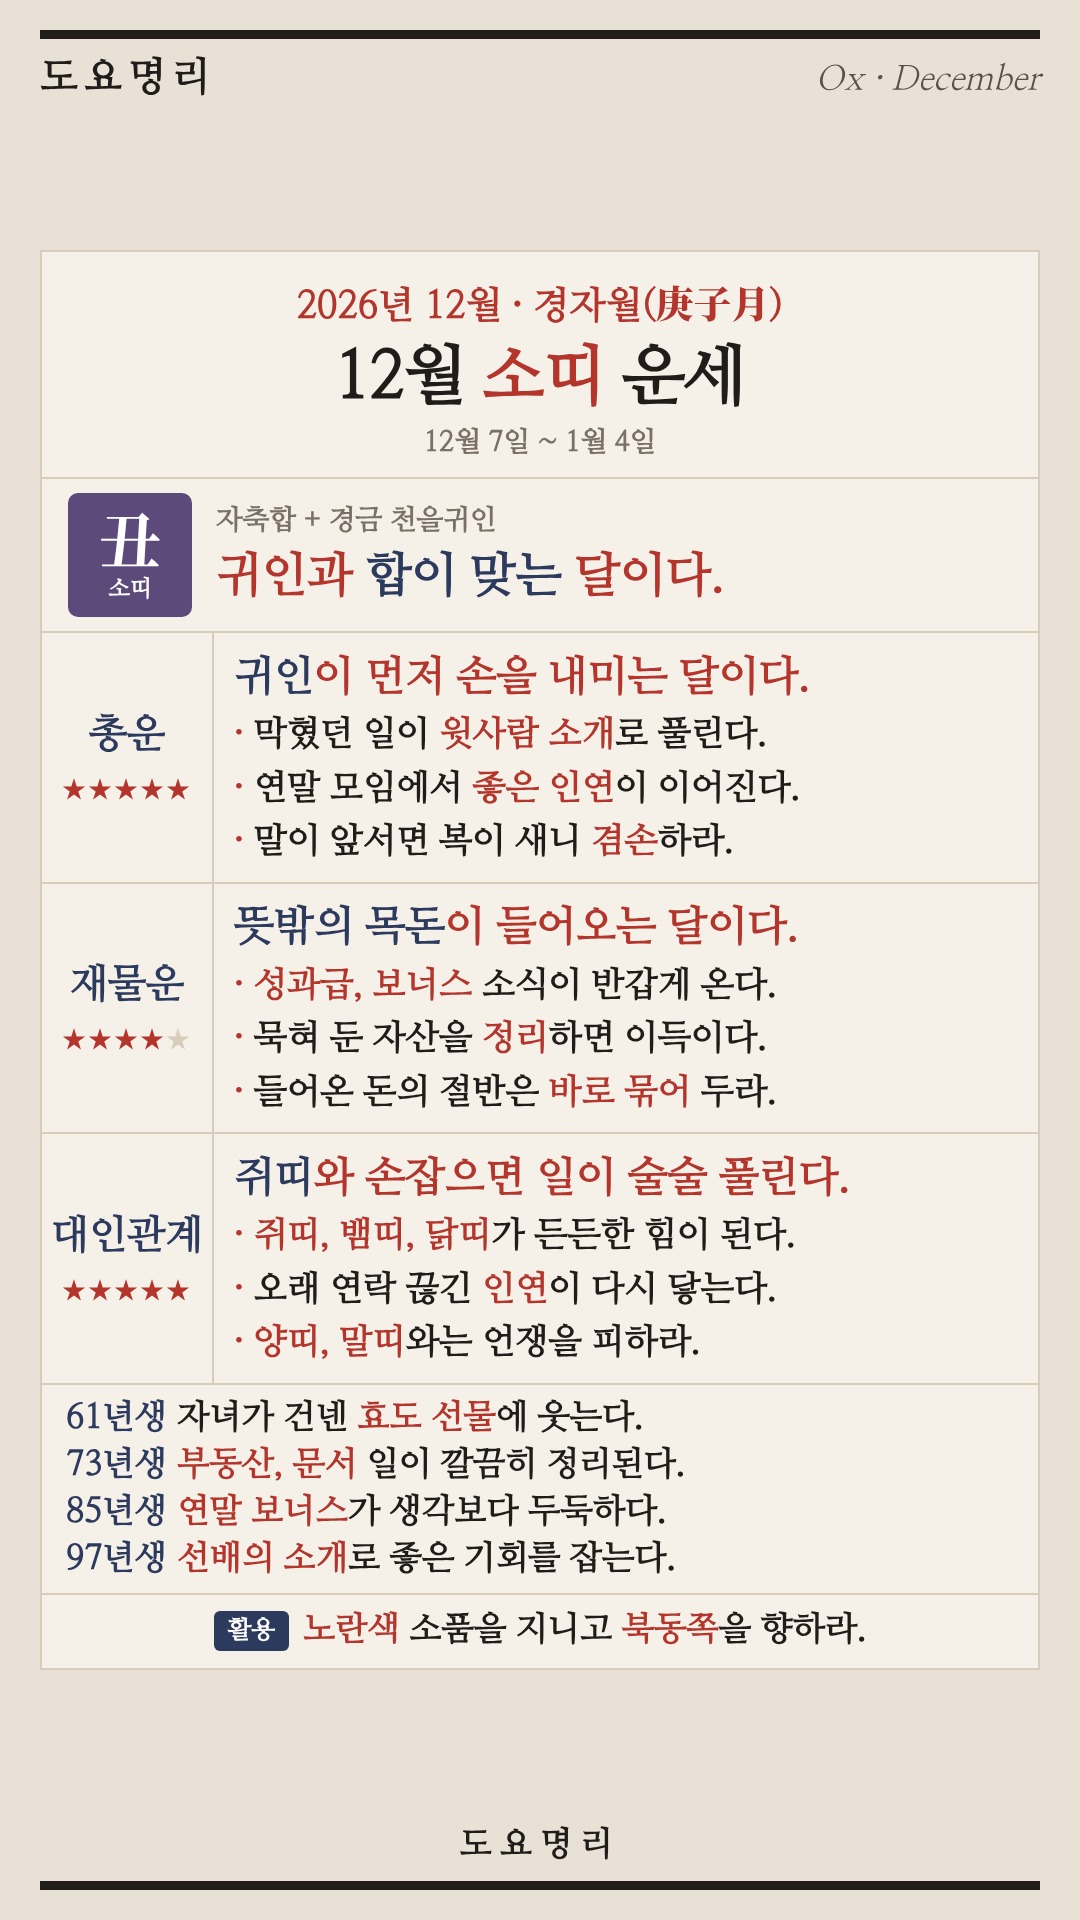 도요명리
Ox · December
2026년 12월 · 경자월(庚子月)
12월 소띠 운세
12월 7일 ~ 1월 4일
丑
소띠
자축합 + 경금 천을귀인
귀인과 합이 맞는 달이다.
총운
★★★★★
귀인이 먼저 손을 내미는 달이다.
· 막혔던 일이 윗사람 소개로 풀린다.
· 연말 모임에서 좋은 인연이 이어진다.
· 말이 앞서면 복이 새니 겸손하라.
재물운
★★★★★
뜻밖의 목돈이 들어오는 달이다.
· 성과급, 보너스 소식이 반갑게 온다.
· 묵혀 둔 자산을 정리하면 이득이다.
· 들어온 돈의 절반은 바로 묶어 두라.
대인관계
★★★★★
쥐띠와 손잡으면 일이 술술 풀린다.
· 쥐띠, 뱀띠, 닭띠가 든든한 힘이 된다.
· 오래 연락 끊긴 인연이 다시 닿는다.
· 양띠, 말띠와는 언쟁을 피하라.
61년생 자녀가 건넨 효도 선물에 웃는다.
73년생 부동산, 문서 일이 깔끔히 정리된다.
85년생 연말 보너스가 생각보다 두둑하다.
97년생 선배의 소개로 좋은 기회를 잡는다.
활용 노란색 소품을 지니고 북동쪽을 향하라.
도요명리